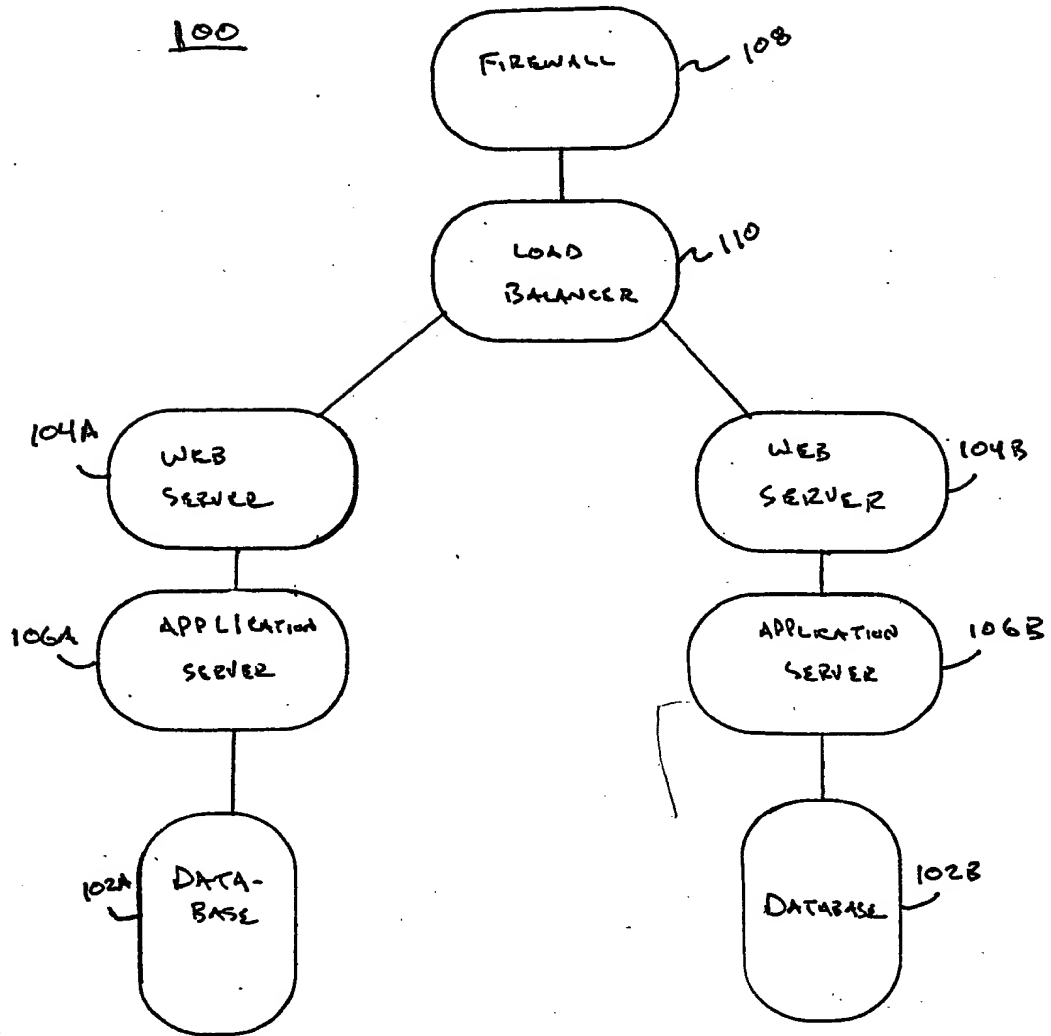 100
FIREWALL
108
LOAD
BALANCER
110
104A
WEB
SERVER
WEB
SERVER
104B
106A
APPLICATION
SERVER
APPLICATION
SERVER
106B
102A
DATA-
BASE
DATABASE
102B